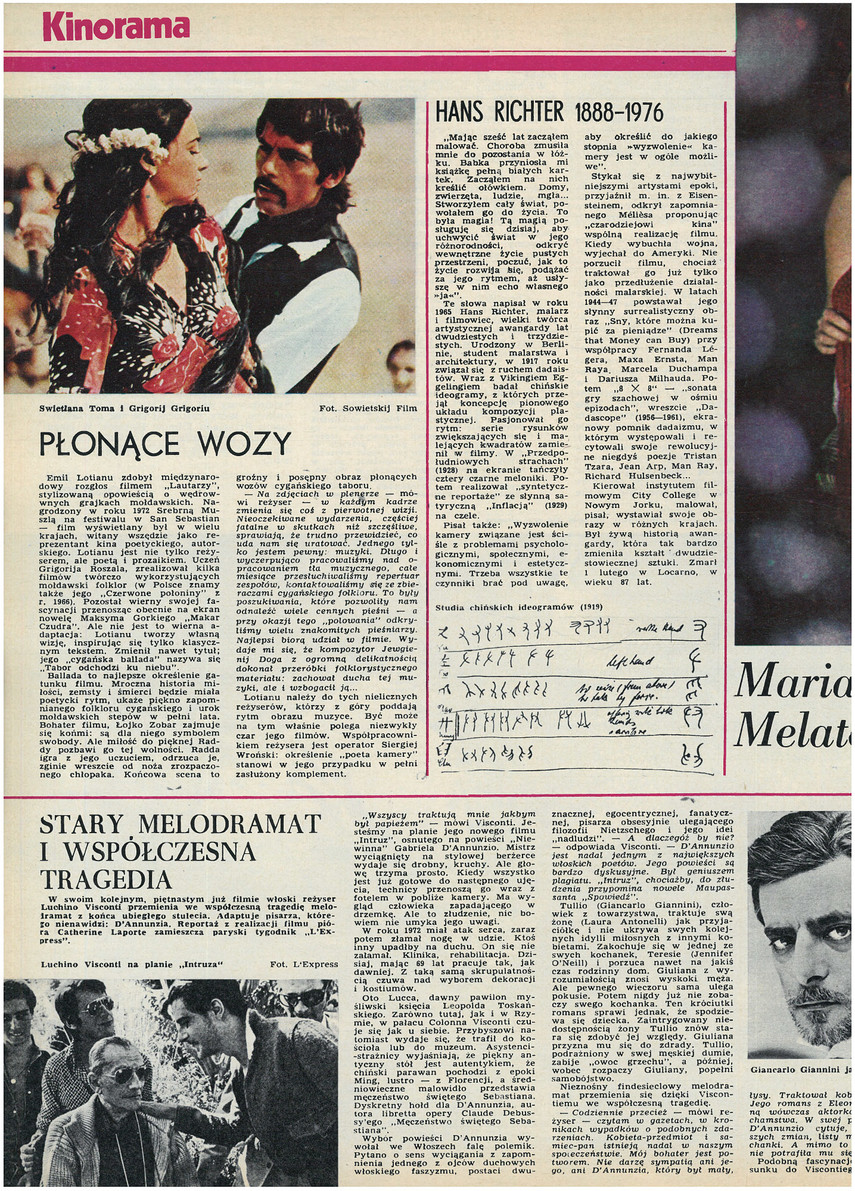 Kinorama
Swietłana Toma i Grigorij Grigoriu
Fot. Sowietskij Film
PŁONĄCE WOZY
Emil Lotianu zdobył międzynaro-
dowy rozgłos filmem „Lautarzy”,
stylizowaną opowieścią o wędrow-
nych grajkach mołdawskich. Na-
grodzony w roku 1972 Srebrną Mu-
szlą na festiwalu w San Sebastian
— film wyświetlany był w wielu
krajach, witany wszędzie jako re-
prezentant kina poetyckiego, autor-
skiego. Lotianu jest nie tylko reży-
serem, ale poetą i prozaikiem. Uczeń
Grigorija Roszala, zrealizował kilka
filmów twórczo wykorzystujących
mołdawski folklor (w Polsce znamy
także jego „Czerwone połoniny” z
r. 1966). Pozostał wierny swojej fa-
scynacji przenosząc obecnie na ekran
nowelę Maksyma Gorkiego „Makar
Czudra”. Ale nie jest to wierna a-
daptacja: Lotianu tworzy własną
wizję, inspirując się tylko klasycz-
nym tekstem. Zmienił nawet tytuł;
jego „cygańska ballada” nazywa się
„Tabor odchodzi ku niebu”.
Ballada to najlepsze określenie ga-
tunku filmu. Mroczna historia mi-
łości, zemsty i śmierci będzie miała
poetycki rytm, ukaże piękno zapom-
nianego folkloru cygańskiego i urok
mołdawskich stepów w pełni lata.
Bohater filmu, Łojko Zobar zajmuje
się końmi: są dla niego symbolem
swobody. Ale miłość do pięknej Rad-
dy pozbawi go tej wolności. Radda
igra z jego uczuciem, odrzuca je,
zginie wreszcie od noża zrozpaczo-
nego chłopaka. Końcowa scena to
groźny i posępny obraz płonących
wozów cygańskiego taboru.
— Na zdjęciach w plenerze — mó-
wi reżyser — w każdym kadrze
zmienia się coś z pierwotnej wizji.
Nieoczekiwane wydarzenia, częściej
fatalne w skutkach niż szczęśliwe,
sprawiają, że trudno przewidzieć, co
uda nam się uratować. Jednego tyl-
ko jestem pewny: muzyki. Długo i
wyczerpująco pracowaliśmy nad o-
pracowaniem tła muzycznego, całe
miesiące przesłuchiwaliśmy repertuar
zespołów, kontaktowaliśmy się ze zbie-
raczami cygańskiego folkloru. To były
poszukiwania, które pozwoliły nam
odnaleźć wiele cennych pieśni — a
przy okazji tego „polowania” odkry-
liśmy wielu znakomitych pieśniarzy.
Najlepsi biorą udział w filmie. Wy-
daje mi się, że kompozytor Jewgie-
nij Doga z ogromną delikatnością
dokonał przeróbki folklorystycznego
materiału: zachował ducha tej mu-
zyki, ale i wzbogacił ją...
Lotianu należy do tych nielicznych
reżyserów, którzy z góry poddają
rytm obrazu muzyce. Być może
na tym właśnie polega niezwykły
czar jego filmów. Współpracowni-
kiem reżysera jest operator Siergiej
Wroński: określenie „poeta kamery”
stanowi w jego przypadku w pełni
zasłużony komplement.
HANS RICHTER 1888–1976
„Mając sześć lat zacząłem
malować. Choroba zmusiła
mnie do pozostania w łóż-
ku. Babka przyniosła mi
książkę pełną białych kar-
tek. Zacząłem na nich
kreślić ołówkiem. Domy,
zwierzęta, ludzie, mgła...
Stworzyłem cały świat, po-
wołałem go do życia. To
była magia! Tą magią po-
sługuję się dzisiaj, aby
uchwycić świat w jego
różnorodności, odkryć
wewnętrzne życie pustych
przestrzeni, poczuć, jak to
życie rozwija się, podążać
za jego rytmem, aż usły-
szę w nim echo własnego
»ja«”.
Te słowa napisał w roku
1965 Hans Richter, malarz
i filmowiec, wielki twórca
artystycznej awangardy lat
dwudziestych i trzydzie-
stych. Urodzony w Berli-
nie, student malarstwa i
architektury, w 1917 roku
związał się z ruchem dadais-
tów. Wraz z Vikingiem Eg-
gelingiem badał chińskie
ideogramy, z których prze-
jął koncepcję pionowego
układu kompozycji pla-
stycznej. Pasjonował go
rytm: serie rysunków
zwiększających się i ma-
lejących kwadratów zamie-
nił w filmy. W „Przedpo-
łudniowych strachach”
(1928) na ekranie tańczyły
cztery czarne meloniki. Po-
tem realizował „syntetycz-
ne reportaże” ze słynną sa-
tyryczną „Inflacją” (1929)
na czele.
Pisał także: „Wyzwolenie
kamery związane jest ści-
śle z problemami psycholo-
gicznymi, społecznymi, e-
konomicznymi i estetycz-
nymi. Trzeba wszystkie te
czynniki brać pod uwagę,
aby określić do jakiego
stopnia »wyzwolenie« ka-
mery jest w ogóle możli-
we”.
Stykał się z najwybit-
niejszymi artystami epoki,
przyjaźnił m. in. z Eisen-
steinem, odkrył zapomnia-
nego Mélièsa proponując
„czarodziejowi kina”
wspólną realizację filmu.
Kiedy wybuchła wojna,
wyjechał do Ameryki. Nie
porzucił filmu, chociaż
traktował go już tylko
jako przedłużenie działal-
ności malarskiej. W latach
1944—47 powstawał jego
słynny surrealistyczny ob-
raz „Sny, które można ku-
pić za pieniądze” (Dreams
that Money can Buy) przy
współpracy Fernanda Lé-
gera, Maxa Ernsta, Man
Raya, Marcela Duchampa
i Dariusza Milhauda. Po-
tem „8 × 8” — „sonata
gry szachowej w ośmiu
epizodach”, wreszcie „Da-
dascope” (1956—1961), ekra-
nowy pomnik dadaizmu, w
którym występowali i re-
cytowali swoje rewolucyj-
ne niegdyś poezje Tristan
Tzara, Jean Arp, Man Ray,
Richard Hulsenbeck...
Kierował instytutem fil-
mowym City College w
Nowym Jorku, malował,
pisał, wystawiał swoje ob-
razy w różnych krajach.
Był żywą historią awan-
gardy, która tak bardzo
zmieniła kształt dwudzie-
stowiecznej sztuki. Zmarł
1 lutego w Locarno, w
wieku 87 lat.
Studia chińskich ideogramów (1919)
left hand
Maria
Melato
STARY MELODRAMAT
I WSPÓŁCZESNA
TRAGEDIA
W swoim kolejnym, piętnastym już filmie włoski reżyser
Luchino Visconti przemienia we współczesną tragedię melo-
dramat z końca ubiegłego stulecia. Adaptuje pisarza, które-
go nienawidzi: D'Annunzia. Reportaż z realizacji filmu pió-
ra Catherine Laporte zamieszcza paryski tygodnik „L'Ex-
press”.
Luchino Visconti na planie „Intruza”
Fot. L'Express
„Wszyscy traktują mnie jakbym
był papieżem” — mówi Visconti. Je-
steśmy na planie jego nowego filmu
„Intruz”, osnutego na powieści „Nie-
winna” Gabriela D'Annunzio. Mistrz
wyciągnięty na stylowej berżerce
wydaje się drobny, kruchy. Ale gło-
wę trzyma prosto. Kiedy wszystko
jest już gotowe do następnego uję-
cia, technicy przenoszą go wraz z
fotelem w pobliże kamery. Ma wy-
gląd człowieka zapadającego w
drzemkę. Ale to złudzenie, nic bo-
wiem nie umyka jego uwagi.
W roku 1972 miał atak serca, zaraz
potem złamał nogę w udzie. Ktoś
inny upadłby na duchu. On się nie
załamał. Klinika, rehabilitacja. Dzi-
siaj, mając 69 lat pracuje tak, jak
dawniej. Z taką samą skrupulatnoś-
cią czuwa nad wyborem dekoracji
i kostiumów.
Oto Lucca, dawny pawilon my-
śliwski księcia Leopolda Toskań-
skiego. Zarówno tutaj, jak i w Rzy-
mie, w pałacu Colonna Visconti czu-
je się jak u siebie. Przybyszowi na-
tomiast wydaje się, że trafił do ko-
ścioła lub do muzeum. Asystenci-
-strażnicy wyjaśniają, że piękny an-
tyczny stół jest autentykiem, że
chiński parawan pochodzi z epoki
Ming, lustro — z Florencji, a śred-
niowieczne malowidło przedstawia
męczeństwo świętego Sebastiana.
Dyskretny hołd dla D'Annunzia, au-
tora libretta opery Claude Debus-
sy'ego „Męczeństwo świętego Seba-
stiana”.
Wybór powieści D'Annunzia wy-
wołał we Włoszech falę polemik.
Pytano o sens wyciągania z zapom-
nienia jednego z ojców duchowych
włoskiego faszyzmu, postaci dwu-
znacznej, egocentrycznej, fanatycz-
nej, pisarza obsesyjnie ulegającego
filozofii Nietzschego i jego idei
„nadludzi”. — A dlaczegóż by nie?
— odpowiada Visconti. — D'Annunzio
jest nadal jednym z największych
włoskich poetów. Jego powieści są
bardzo dyskusyjne. Był geniuszem
plagiatu. „Intruz”, chociażby, do złu-
dzenia przypomina nowelę Maupas-
santa „Spowiedź”.
Tullio (Giancarlo Giannini), czło-
wiek z towarzystwa, traktuje swą
żonę (Laura Antonelli) jak przyja-
ciółkę i nie ukrywa swych kolej-
nych idylli miłosnych z innymi ko-
bietami. Zakochuje się w jednej ze
swych kochanek, Teresie (Jennifer
O'Neill) i porzuca nawet na jakiś
czas rodzinny dom. Giuliana z wy-
rozumiałością znosi wyskoki męża.
Ale pewnego wieczoru sama ulega
pokusie. Potem nigdy już nie zoba-
czy swego kochanka. Ten króciutki
romans sprawi jednak, że spodzie-
wa się dziecka. Zaintrygowany nie-
dostępnością żony Tullio znów sta-
ra się zdobyć jej względy. Giuliana
przyzna mu się do zdrady. Tullio,
podrażniony w swej męskiej dumie,
zabije „owoc grzechu”, a później,
wobec rozpaczy Giuliany, popełni
samobójstwo.
Nieznośny findesieclowy melodra-
mat przemienia się dzięki Viscon-
tiemu we współczesną tragedię.
— Codziennie przecież — mówi re-
żyser — czytam w gazetach, w kro-
nikach wypadków o podobnych zda-
rzeniach. Kobieta-przedmiot i sa-
miec-pan istnieją nadal w naszym
społeczeństwie. Mój bohater jest po-
tworem. Nie darzę sympatią ani je-
go, ani D'Annunzia, który był mały,
Giancarlo Giannini ja
łysy. Traktował kob
Jego romans z Eleon
ną wówczas aktork
chamstwa. W swej p
D'Annunzio cytuje,
szych zmian, listy m
chanki. A mimo to
nie potrafiła mu się
Podobną fascynacj
sunku do Viscontieg